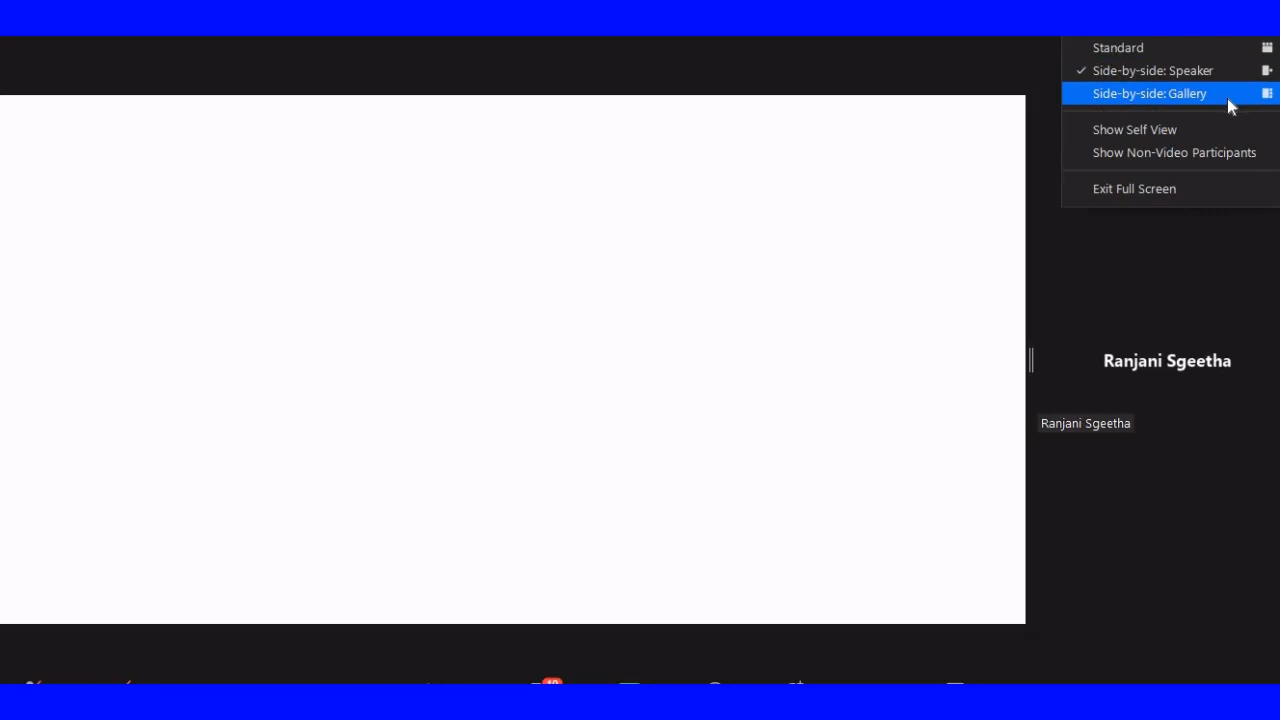 Standard
Side-by-side: Speaker
Side-by-side: Gallery
Show Self View
Show Non-Video Participants
Exit Full Screen
Ranjani Sgeetha
Ranjani Sgeetha